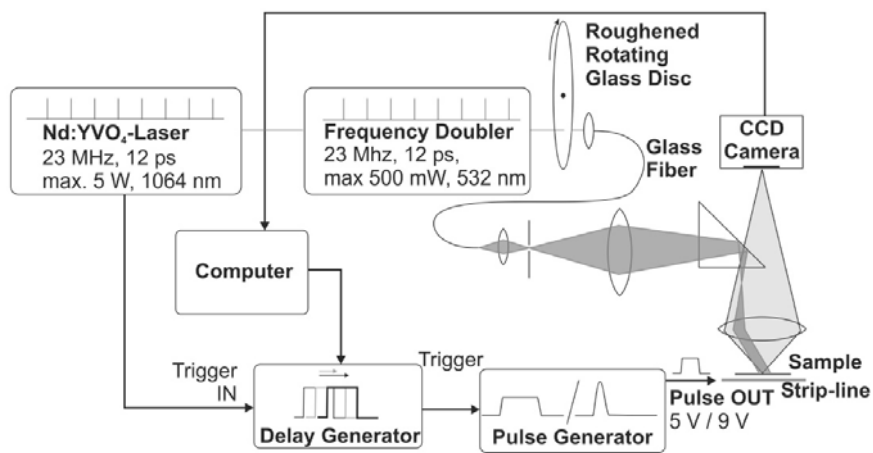 Roughened
Rotating
Glass Disc
Nd:YVO₄-Laser
23 MHz, 12 ps
max. 5 W, 1064 nm
Frequency Doubler
23 Mhz, 12 ps,
max 500 mW, 532 nm
CCD
Camera
Glass
Fiber
Computer
Trigger
IN
Delay Generator
Trigger
Pulse Generator
Pulse OUT
5 V / 9 V
Sample
Strip-line